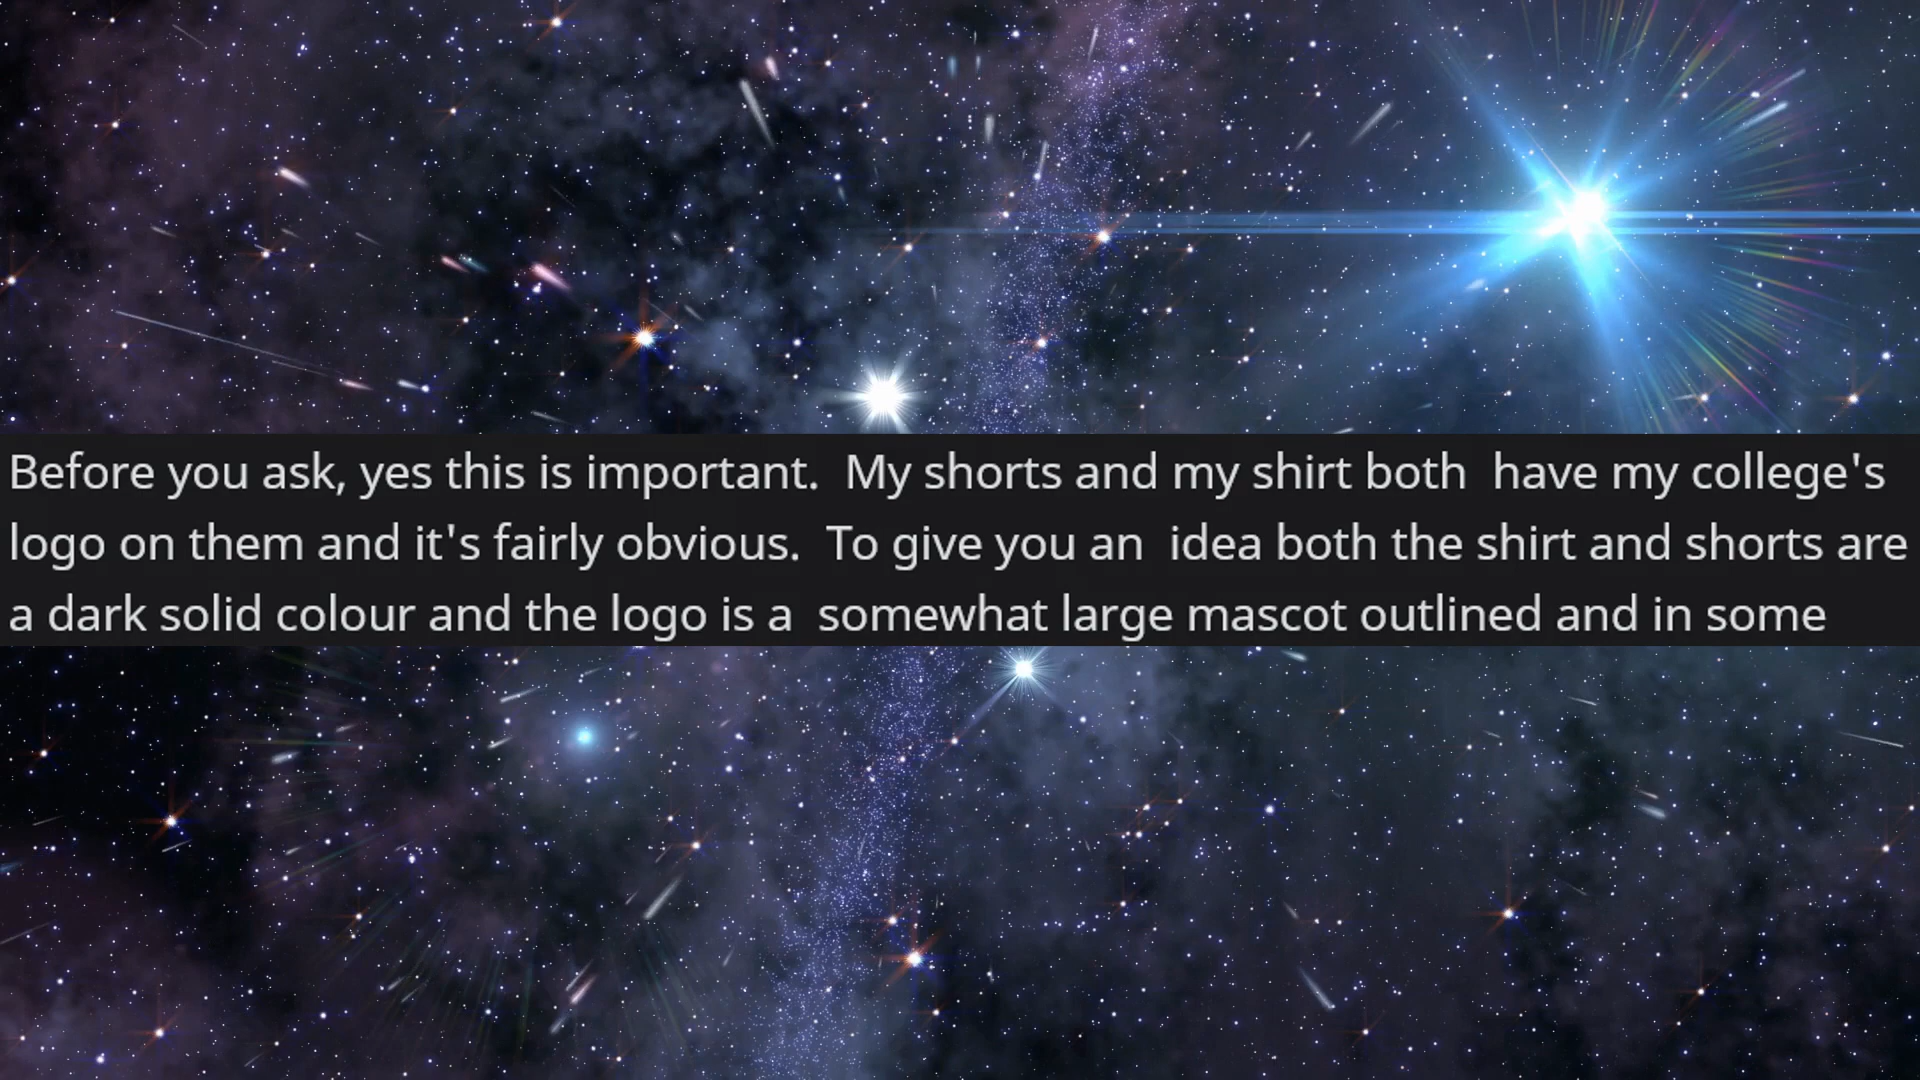 Before you ask, yes this is important.  My shorts and my shirt both  have my college's
logo on them and it's fairly obvious.  To give you an  idea both the shirt and shorts are
a dark solid colour and the logo is a  somewhat large mascot outlined and in some